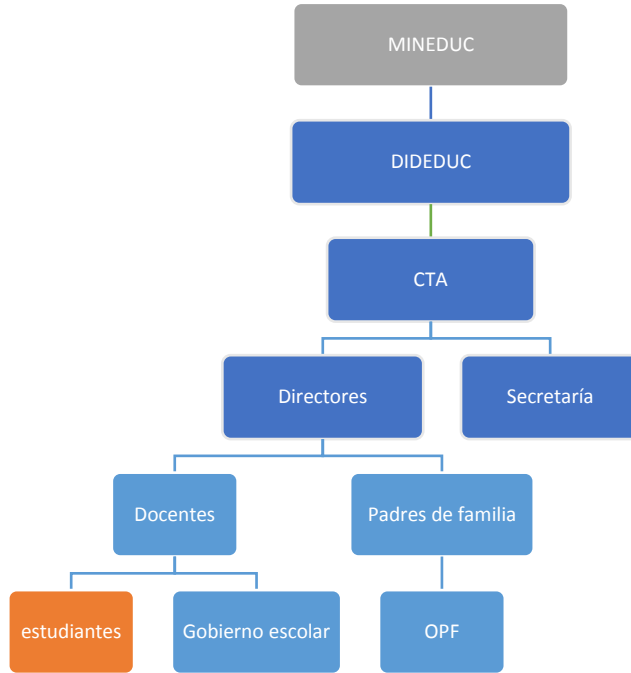 MINEDUC
DIDEDUC
CTA
Directores
Secretaría
Docentes
Padres de familia
estudiantes
Gobierno escolar
OPF